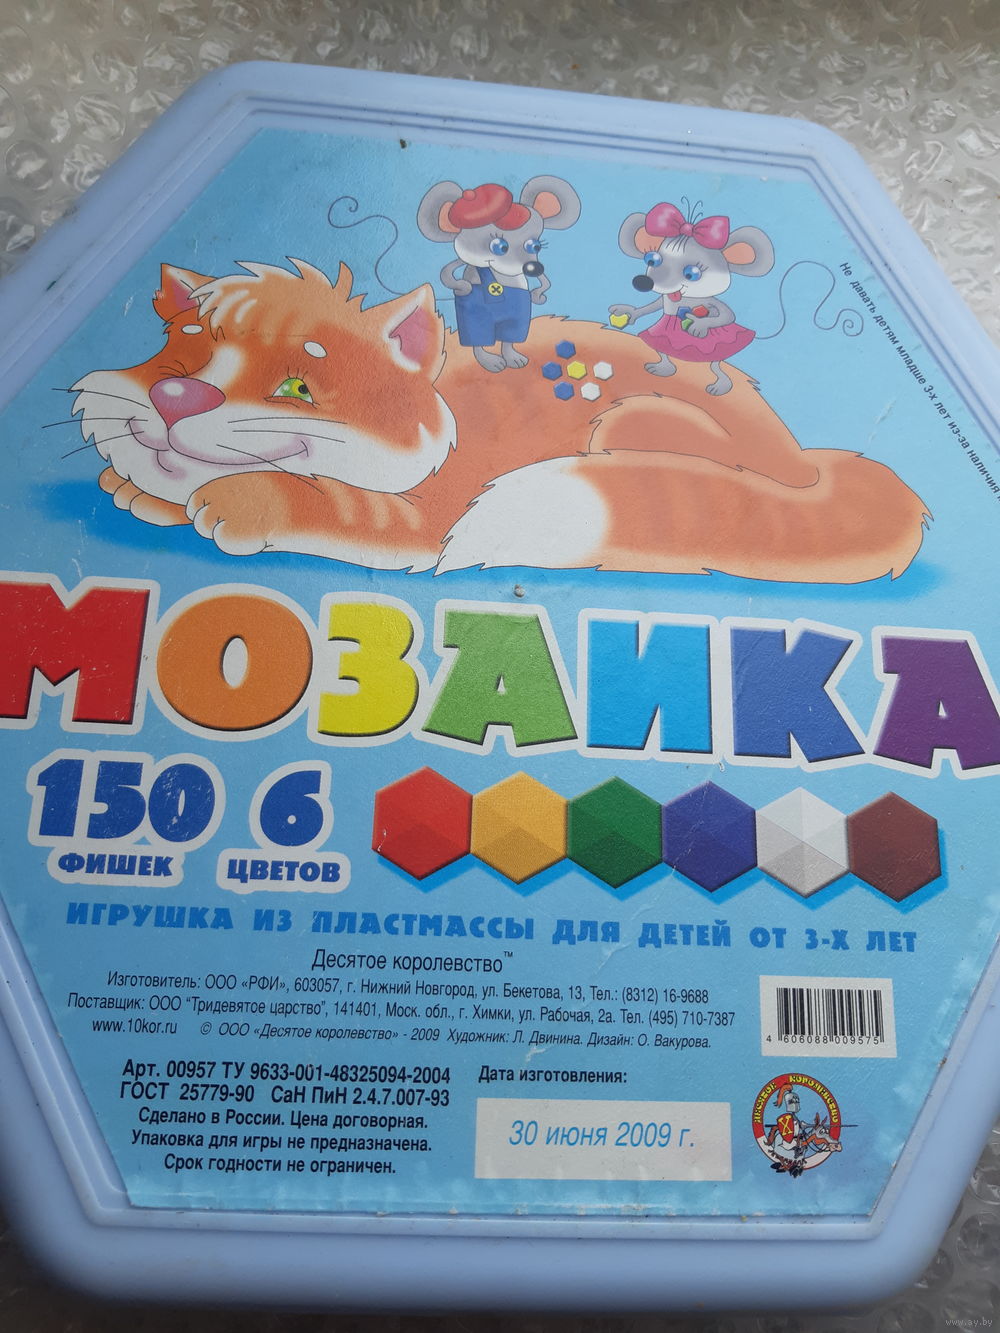 Не давать детям младше 3-х лет из-за наличия
МОЗАИКА
150 6
ФИШЕК ЦВЕТОВ
ИГРУШКА ИЗ ПЛАСТМАССЫ ДЛЯ ДЕТЕЙ ОТ 3-Х ЛЕТ
Десятое королевство™
Изготовитель: ООО «РФИ», 603057, г. Нижний Новгород, ул. Бекетова, 13, Тел.: (8312) 16-9688
Поставщик: ООО "Тридевятое царство", 141401, Моск. обл., г. Химки, ул. Рабочая, 2а. Тел. (495) 710-7387
www.10kor.ru © ООО «Десятое королевство» - 2009 Художник: Л. Двинина. Дизайн: О. Вакурова.
4 606088 009575
Арт. 00957 ТУ 9633-001-48325094-2004
ГОСТ 25779-90 СаН ПиН 2.4.7.007-93
Сделано в России. Цена договорная.
Упаковка для игры не предназначена.
Срок годности не ограничен.
Дата изготовления:
30 июня 2009 г.
ДЕСЯТОЕ КОРОЛЕВСТВО
www.ay.by